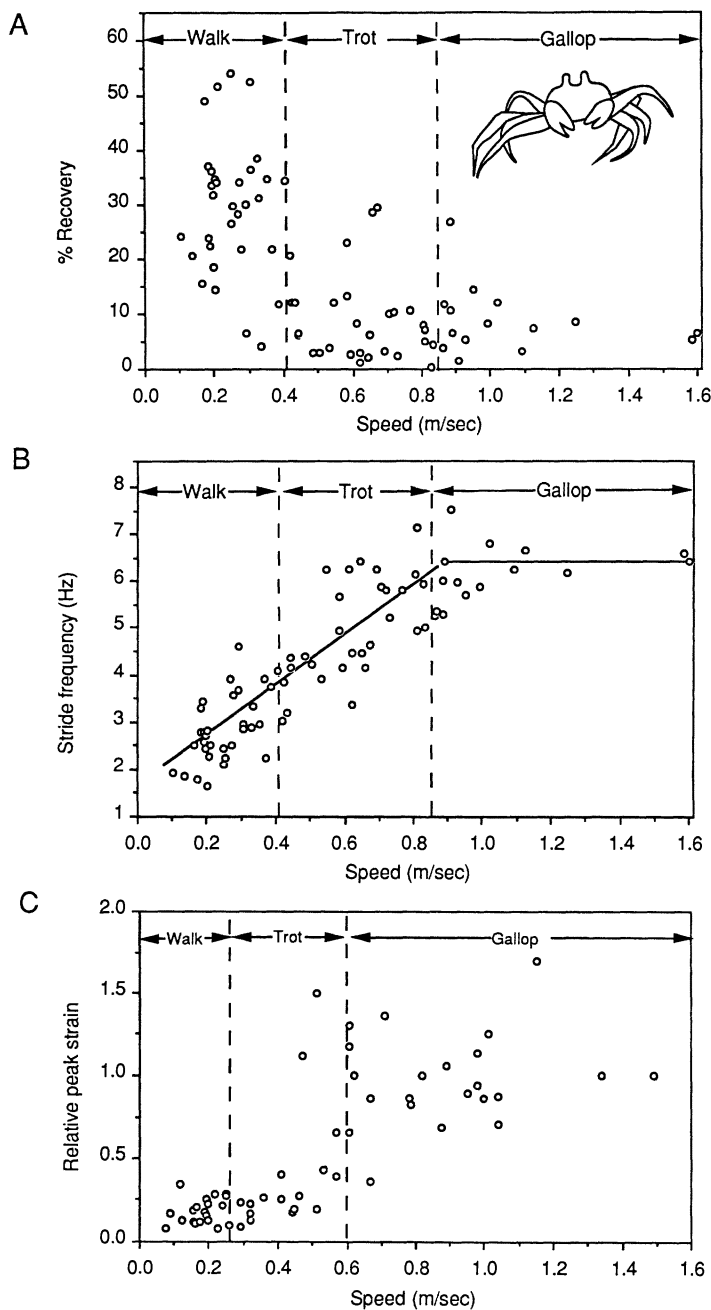 A
Walk Trot Gallop
60
50
40
30
20
10
0
% Recovery
0.0 0.2 0.4 0.6 0.8 1.0 1.2 1.4 1.6
Speed (m/sec)
B
Walk Trot Gallop
8
7
6
5
4
3
2
1
Stride frequency (Hz)
0.0 0.2 0.4 0.6 0.8 1.0 1.2 1.4 1.6
Speed (m/sec)
C
Walk Trot Gallop
2.0
1.5
1.0
0.5
0.0
Relative peak strain
0.0 0.2 0.4 0.6 0.8 1.0 1.2 1.4 1.6
Speed (m/sec)